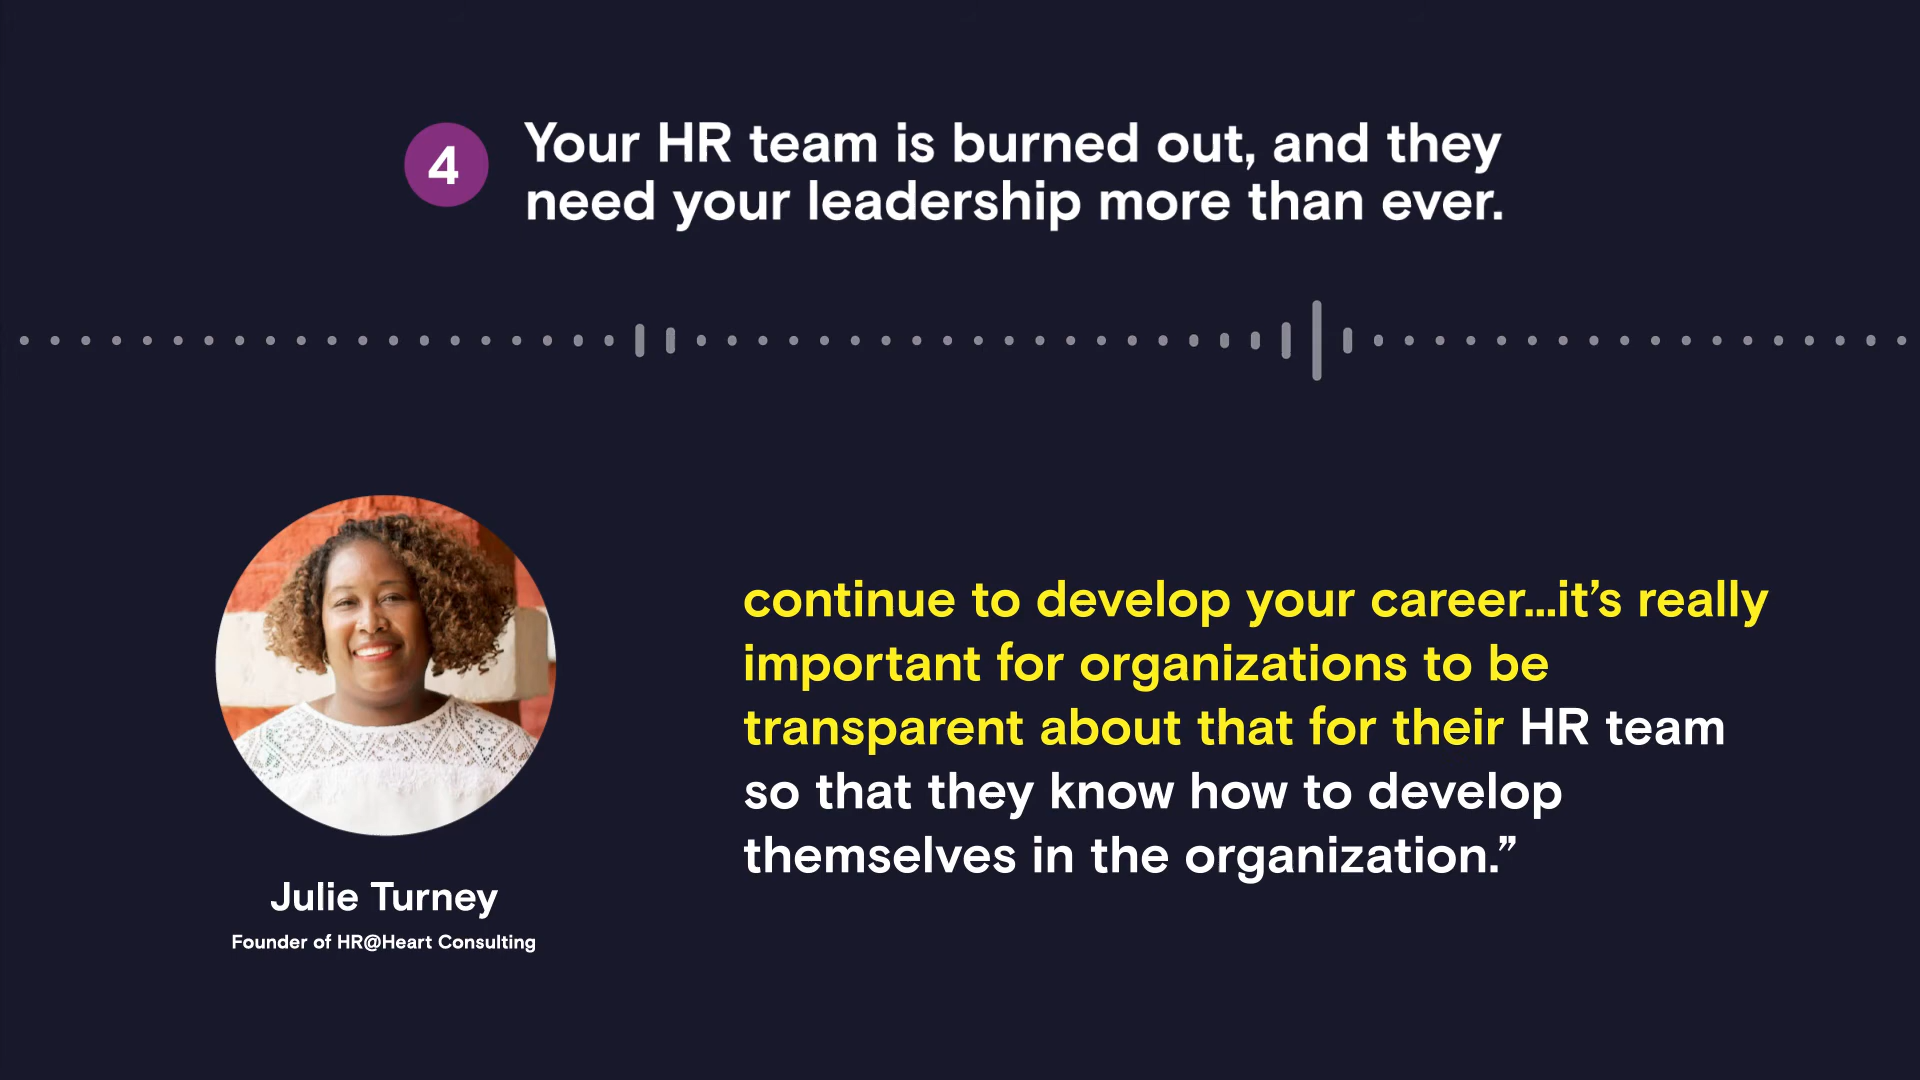 4
Your HR team is burned out, and they
need your leadership more than ever.
continue to develop your career...it’s really
important for organizations to be
transparent about that for their HR team
so that they know how to develop
themselves in the organization.”
Julie Turney
Founder of HR@Heart Consulting